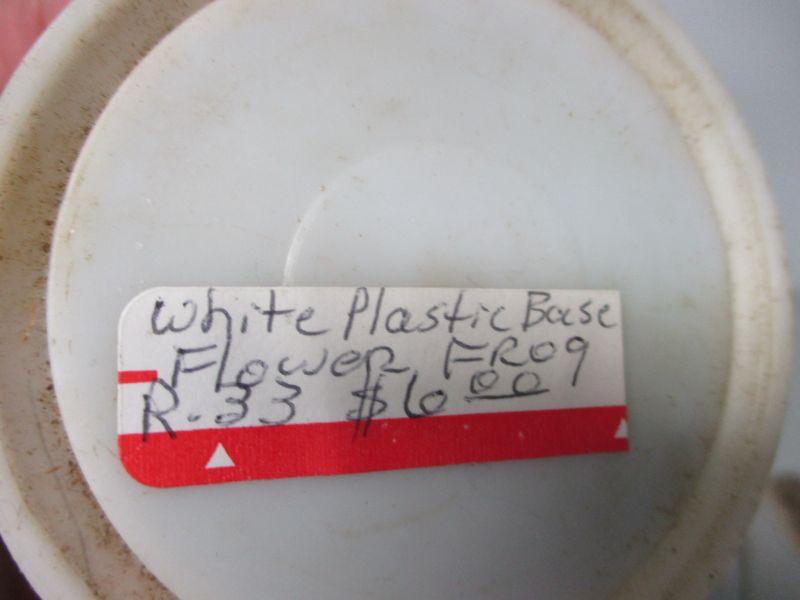 White Plastic Base
Flower FROg
R-33 $6.00